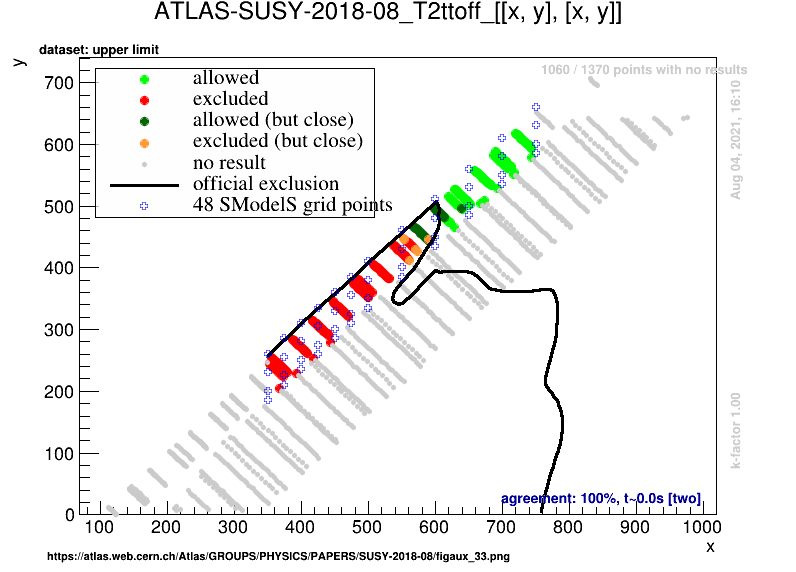 ATLAS-SUSY-2018-08_T2ttoff_[[x, y], [x, y]]
dataset: upper limit
y
1060 / 1370 points with no results
allowed
excluded
allowed (but close)
excluded (but close)
no result
official exclusion
48 SModelS grid points
Aug 04, 2021, 16:10
k-factor 1.00
700
600
500
400
300
200
100
0
agreement: 100%, t~0.0s [two]
100 200 300 400 500 600 700 800 900 1000
x
https://atlas.web.cern.ch/Atlas/GROUPS/PHYSICS/PAPERS/SUSY-2018-08/figaux_33.png